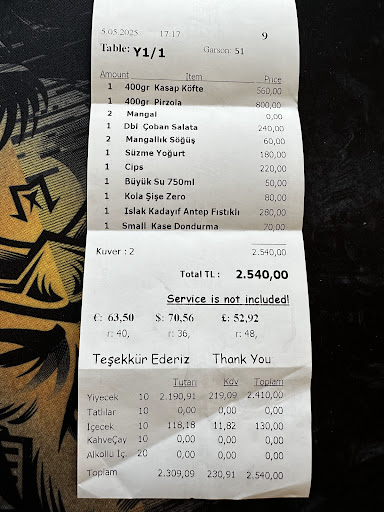 5.05.2025 17:17 9
Table: Y1/1 Garson: 51
Amount Item Price
1 400gr Kasap Köfte 560,00
1 400gr Pirzola 800,00
2 Mangal 0,00
1 Dbl Çoban Salata 240,00
2 Mangallık Söğüş 60,00
1 Süzme Yoğurt 180,00
1 Cips 220,00
1 Büyük Su 750ml 50,00
1 Kola Şişe Zero 80,00
1 Islak Kadayıf Antep Fıstıklı 280,00
1 Small Kase Dondurma 70,00
Kuver : 2 2.540,00
Total TL : 2.540,00
Service is not included!
€: 63,50 $: 70,56 £: 52,92
r: 40, r: 36, r: 48,
Teşekkür Ederiz Thank You
Tutarı Kdv Toplam
Yiyecek 10 2.190,91 219,09 2.410,00
Tatlılar 10 0,00 0,00 0,00
İçecek 10 118,18 11,82 130,00
KahveÇay 10 0,00 0,00 0,00
Alkollü İç 20 0,00 0,00 0,00
Toplam 2.309,09 230,91 2.540,00